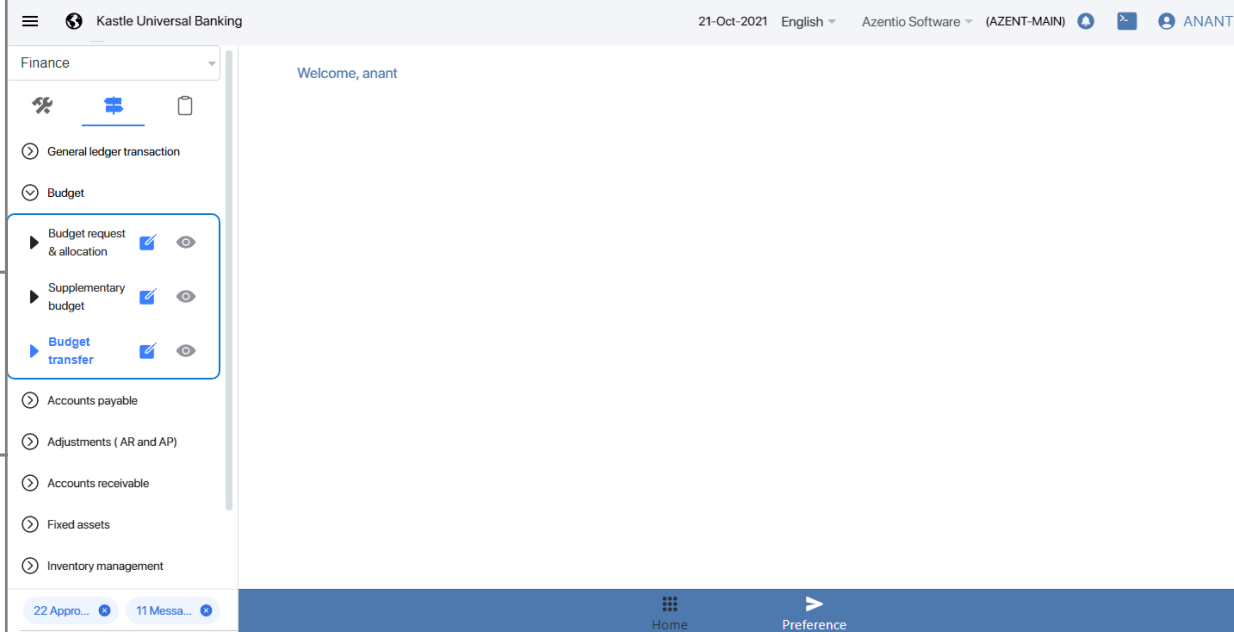 Kastle Universal Banking
21-Oct-2021 English Azentio Software (AZENT-MAIN) ANANT
Finance
Welcome, anant
General ledger transaction
Budget
Budget request
& allocation
Supplementary
budget
Budget
transfer
Accounts payable
Adjustments ( AR and AP)
Accounts receivable
Fixed assets
Inventory management
22 Appro... 11 Messa...
Home Preference